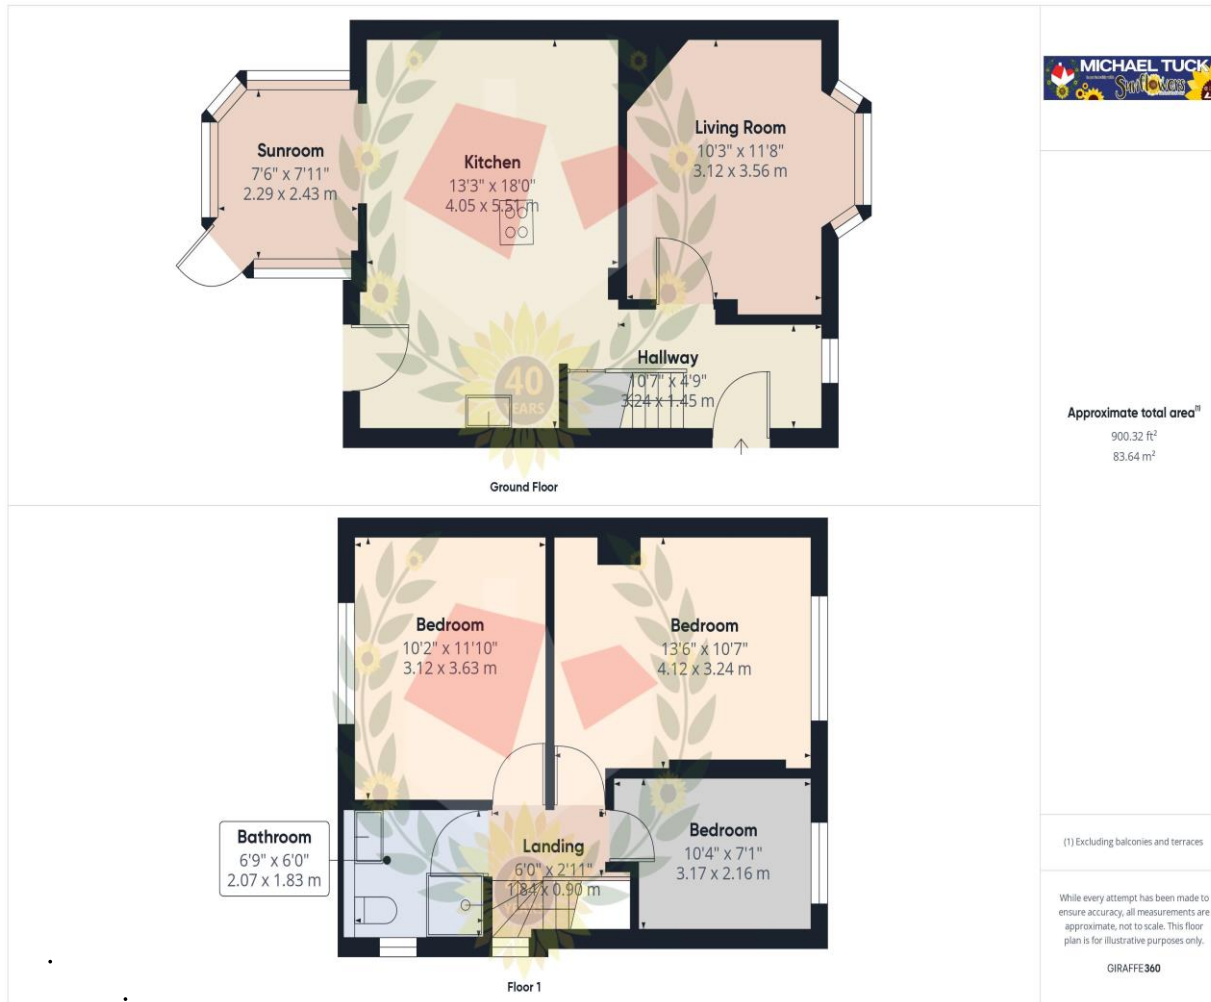 MICHAEL TUCK
Sunflowers
Sunroom
7'6" x 7'11"
2.29 x 2.43 m
Kitchen
13'3" x 18'0"
4.05 x 5.51 m
Living Room
10'3" x 11'8"
3.12 x 3.56 m
Hallway
10'7" x 4'9"
3.24 x 1.45 m
40
YEARS
Ground Floor
Approximate total area(1)
900.32 ft²
83.64 m²
Bedroom
10'2" x 11'10"
3.12 x 3.63 m
Bedroom
13'6" x 10'7"
4.12 x 3.24 m
Bathroom
6'9" x 6'0"
2.07 x 1.83 m
Landing
6'0" x 2'11"
1.84 x 0.90 m
Bedroom
10'4" x 7'1"
3.17 x 2.16 m
Floor 1
(1) Excluding balconies and terraces
While every attempt has been made to
ensure accuracy, all measurements are
approximate, not to scale. This floor
plan is for illustrative purposes only.
GIRAFFE360